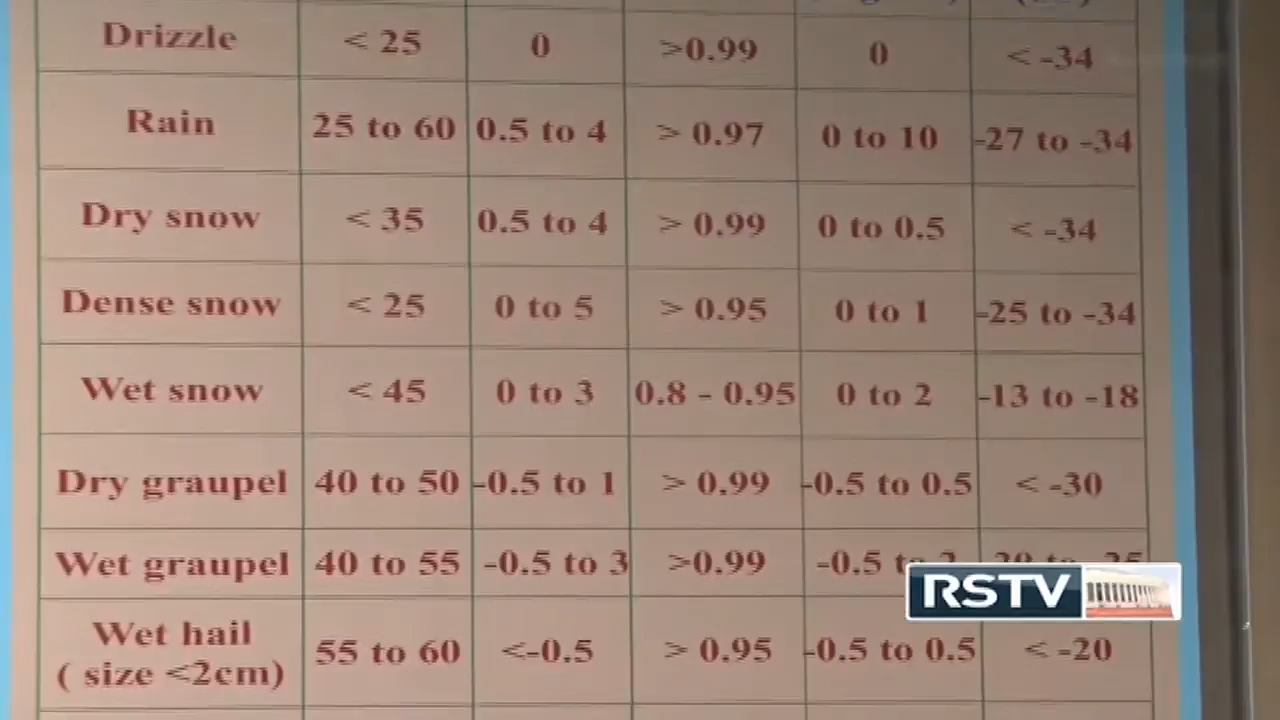 Drizzle < 25 0 >0.99 0 < -34
Rain 25 to 60 0.5 to 4 > 0.97 0 to 10 -27 to -34
Dry snow < 35 0.5 to 4 > 0.99 0 to 0.5 < -34
Dense snow < 25 0 to 5 > 0.95 0 to 1 -25 to -34
Wet snow < 45 0 to 3 0.8 - 0.95 0 to 2 -13 to -18
Dry graupel 40 to 50 -0.5 to 1 > 0.99 -0.5 to 0.5 < -30
Wet graupel 40 to 55 -0.5 to 3 >0.99 -0.5
RSTV
Wet hail
( size <2cm) 55 to 60 <-0.5 > 0.95 -0.5 to 0.5 < -20